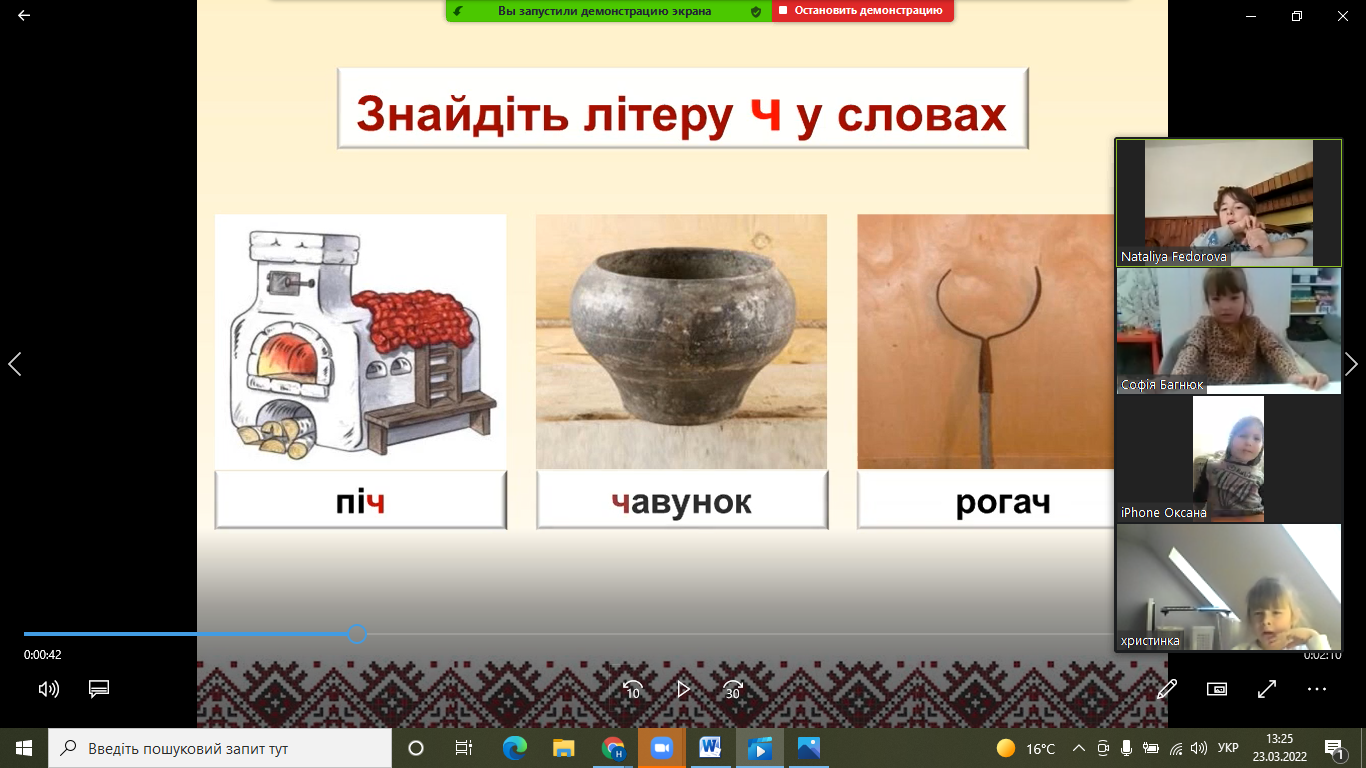 Вы запустили демонстрацию экрана
Остановить демонстрацию
Знайдіть літеру ч у словах
піч
чавунок
рогач
Nataliya Fedorova
Софія Багнюк
iPhone Оксана
христинка
0:00:42
0:02:10
10
30
Введіть пошуковий запит тут
16°C
УКР
13:25
23.03.2022
1